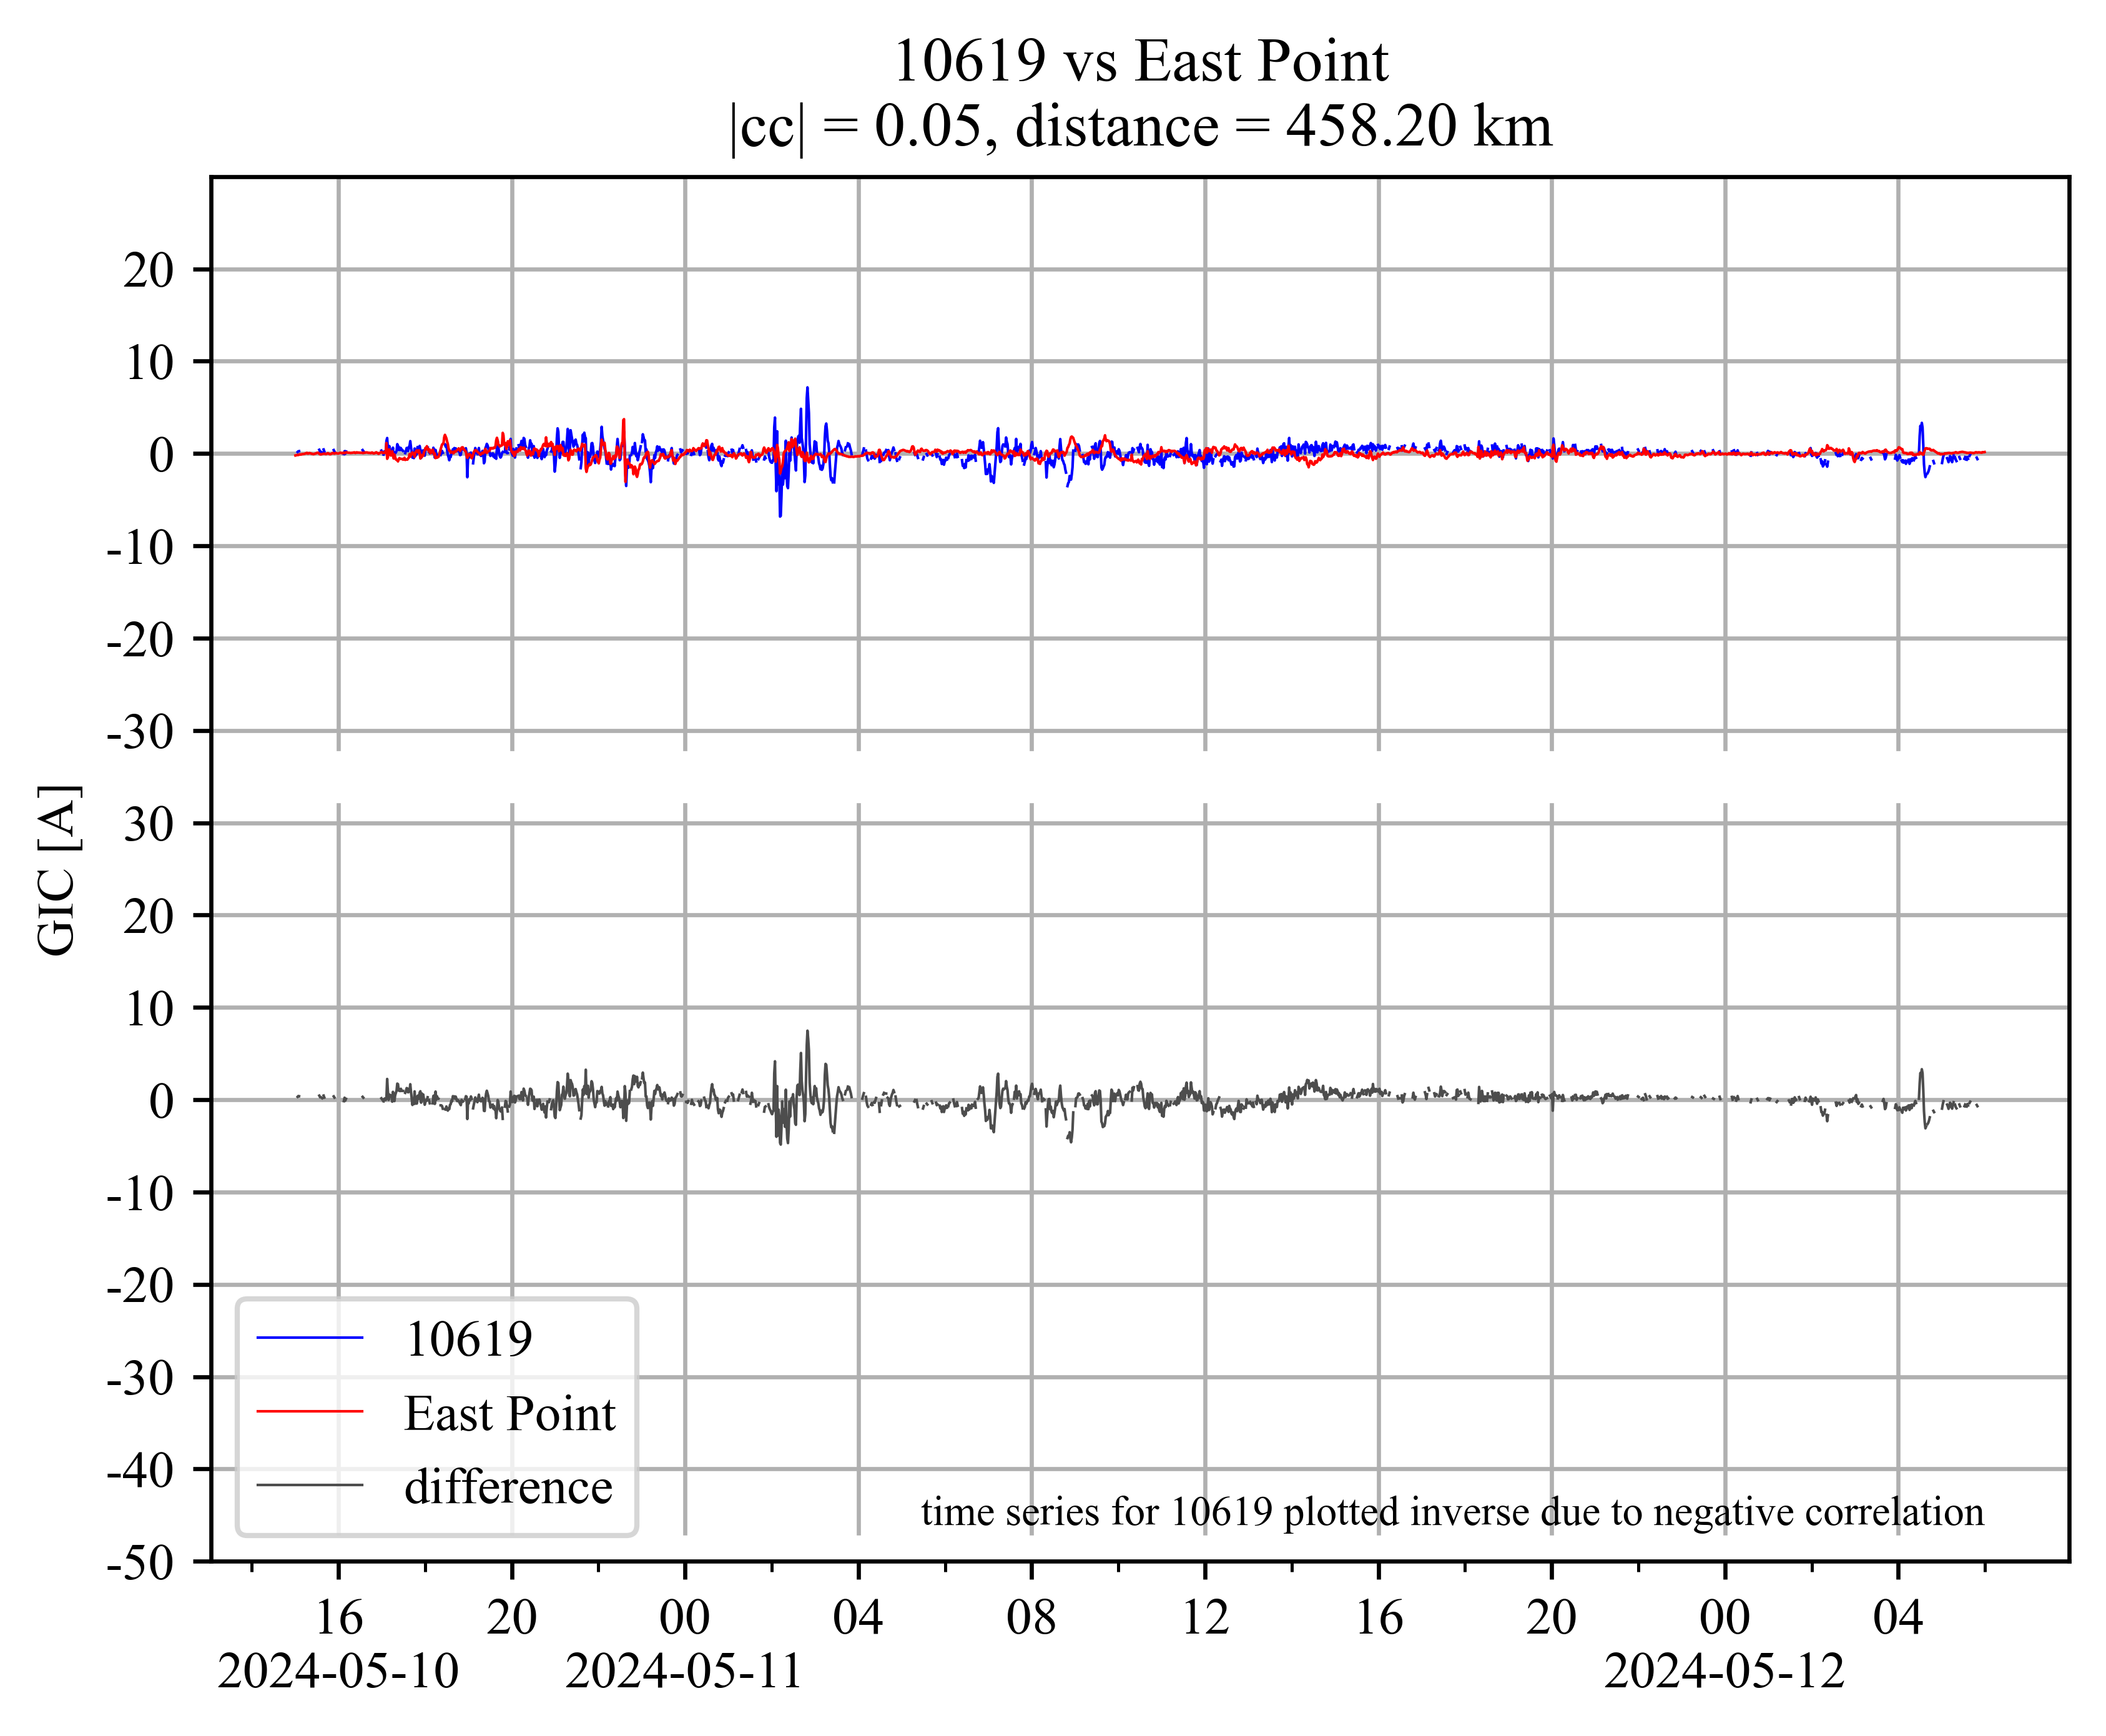 10619 vs East Point
|cc| = 0.05, distance = 458.20 km
20
10
0
-10
-20
-30
30
20
10
0
-10
-20
-30
-40
-50
GIC [A]
10619
East Point
difference
time series for 10619 plotted inverse due to negative correlation
16 20 00 04 08 12 16 20 00 04
2024-05-10 2024-05-11 2024-05-12